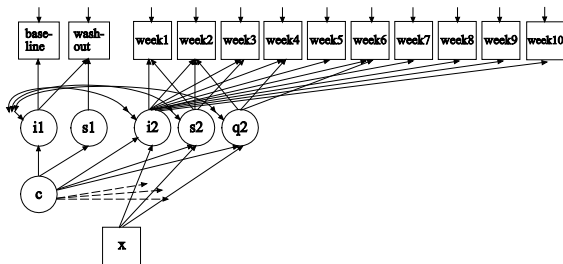 base-
line
wash-
out
week1 week2 week3 week4 week5 week6 week7 week8 week9 week10
i1 s1 i2 s2 q2
c
x